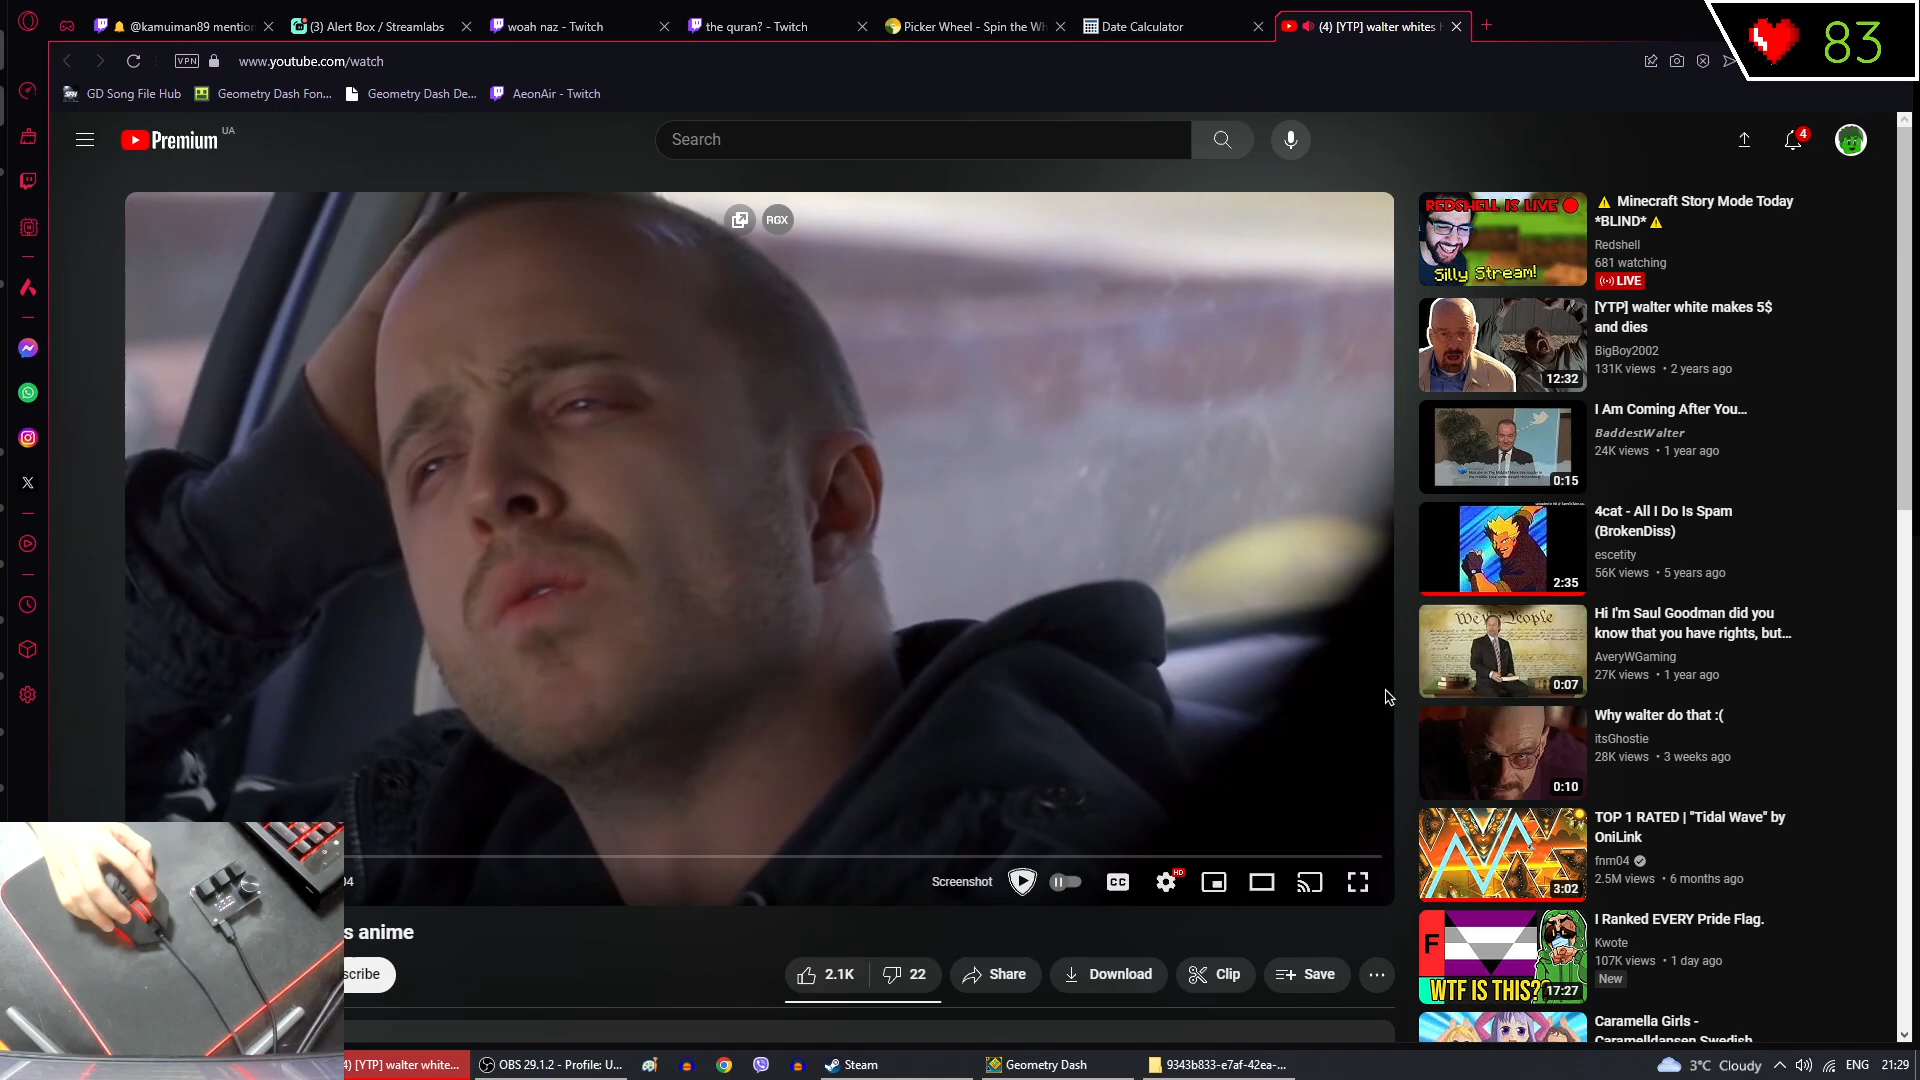 @kamuiman89 mention
(3) Alert Box / Streamlabs
woah naz - Twitch
the quran? - Twitch
Picker Wheel - Spin the Wh
Date Calculator
(4) [YTP] walter whites
83
VPN
www.youtube.com/watch
GD Song File Hub
Geometry Dash Fon...
Geometry Dash De...
AeonAir - Twitch
Premium
UA
Search
4
RGX
REDSHELL IS LIVE
Silly Stream!
Minecraft Story Mode Today
*BLIND*
Redshell
681 watching
LIVE
12:32
[YTP] walter white makes 5$
and dies
BigBoy2002
131K views • 2 years ago
0:15
I Am Coming After You...
BaddestWalter
24K views • 1 year ago
2:35
4cat - All I Do Is Spam
(BrokenDiss)
escetity
56K views • 5 years ago
We People
0:07
Hi I'm Saul Goodman did you
know that you have rights, but...
AveryWGaming
27K views • 1 year ago
0:10
Why walter do that :(
itsGhostie
28K views • 3 weeks ago
3:02
TOP 1 RATED | "Tidal Wave" by
OniLink
fnm04
2.5M views • 6 months ago
F
WTF IS THIS??
17:27
I Ranked EVERY Pride Flag.
Kwote
107K views • 1 day ago
New
Caramella Girls -
Caramelldansen Swedish
04
Screenshot
CC
HD
s anime
scribe
2.1K
22
Share
Download
Clip
Save
4) [YTP] walter white...
OBS 29.1.2 - Profile: U...
Steam
Geometry Dash
9343b833-e7af-42ea-...
3°C Cloudy
ENG
21:29